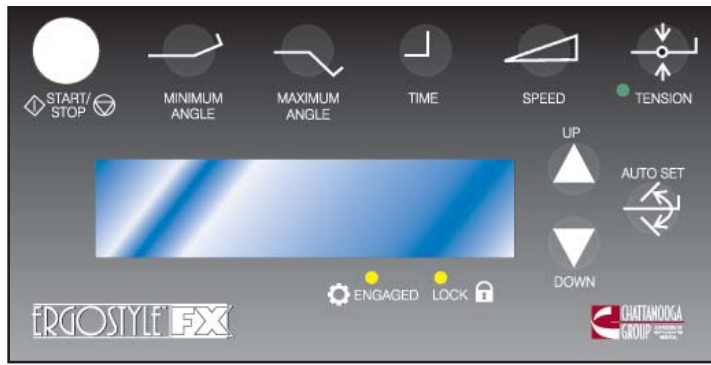 START/
STOP
MINIMUM
ANGLE
MAXIMUM
ANGLE
TIME
SPEED
TENSION
UP
AUTO SET
DOWN
ENGAGED
LOCK
ERGOSTYLE FX
CHATTANOOGA
GROUP